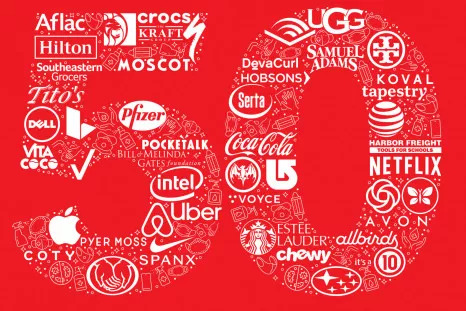 Aflac
crocs
THE
KRAFT
Hilton
Southeastern
Grocers
MOSCOT
Tito's
DELL
Pfizer
VITA
COCO
POCKETALK
BILL & MELINDA
GATES foundation
intel
Uber
PYER MOSS
COTY
SPANX
UGG
DevaCurl
SAMUEL
ADAMS
HOBSONS
KOVAL
tapestry
Serta
Coca-Cola
HARBOR FREIGHT
TOOLS FOR SCHOOLS
NETFLIX
VOYCE
AVON
ESTÉE
LAUDER
allbirds
chewy
it's a
10